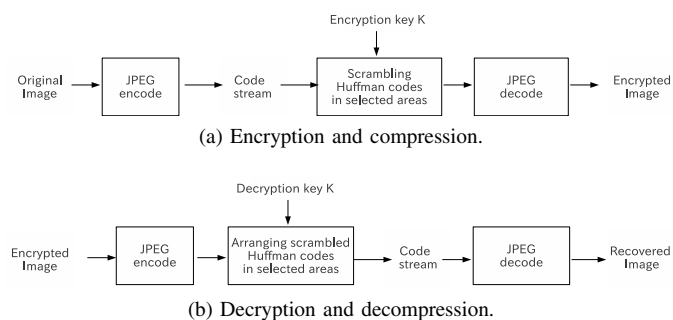 Encryption key K
Original
Image
JPEG
encode
Code
stream
Scrambling
Huffman codes
in selected areas
JPEG
decode
Encrypted
Image
(a) Encryption and compression.
Decryption key K
Encrypted
Image
JPEG
encode
Arranging scrambled
Huffman codes
in selected areas
Code
stream
JPEG
decode
Recovered
Image
(b) Decryption and decompression.